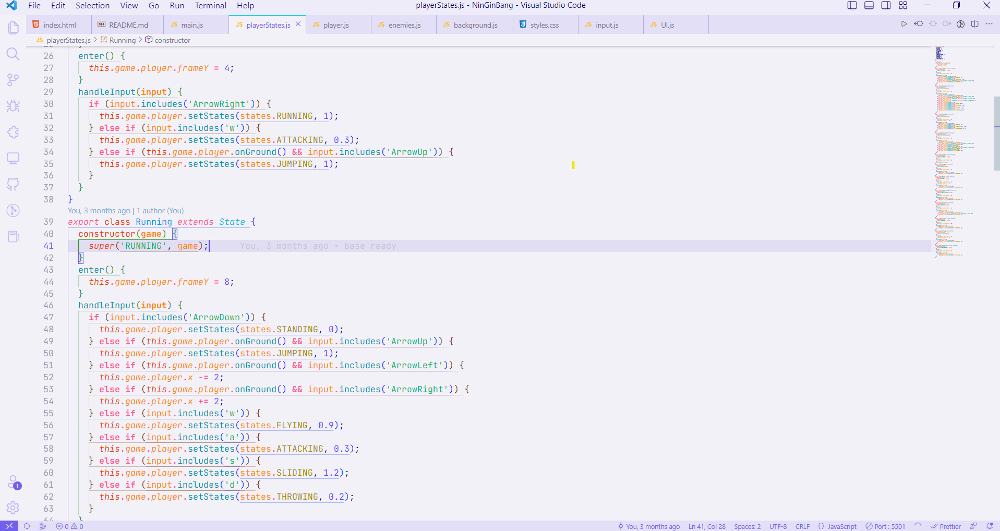 File Edit Selection View Go Run Terminal Help
playerStates.js - NinGinBang - Visual Studio Code
index.html README.md JS main.js JS playerStates.js JS player.js JS enemies.js JS background.js styles.css JS input.js JS UI.js
JS playerStates.js > Running > constructor
26 enter() {
27 this.game.player.frameY = 4;
28 }
29 handleInput(input) {
30 if (input.includes('ArrowRight')) {
31 this.game.player.setStates(states.RUNNING, 1);
32 } else if (input.includes('w')) {
33 this.game.player.setStates(states.ATTACKING, 0.3);
34 } else if (this.game.player.onGround() && input.includes('ArrowUp')) {
35 this.game.player.setStates(states.JUMPING, 1);
36 }
37 }
38 }
You, 3 months ago | 1 author (You)
39 export class Running extends State {
40 constructor(game) {
41 super('RUNNING', game); You, 3 months ago • base ready
42 }
43 enter() {
44 this.game.player.frameY = 8;
45 }
46 handleInput(input) {
47 if (input.includes('ArrowDown')) {
48 this.game.player.setStates(states.STANDING, 0);
49 } else if (this.game.player.onGround() && input.includes('ArrowUp')) {
50 this.game.player.setStates(states.JUMPING, 1);
51 } else if (this.game.player.onGround() && input.includes('ArrowLeft')) {
52 this.game.player.x -= 2;
53 } else if (this.game.player.onGround() && input.includes('ArrowRight')) {
54 this.game.player.x += 2;
55 } else if (input.includes('w')) {
56 this.game.player.setStates(states.FLYING, 0.9);
57 } else if (input.includes('a')) {
58 this.game.player.setStates(states.ATTACKING, 0.3);
59 } else if (input.includes('s')) {
60 this.game.player.setStates(states.SLIDING, 1.2);
61 } else if (input.includes('d')) {
62 this.game.player.setStates(states.THROWING, 0.2);
63 }
64 }
1
0 0 You, 3 months ago Ln 41, Col 28 Spaces: 2 UTF-8 CRLF {} JavaScript Port : 5501 Prettier